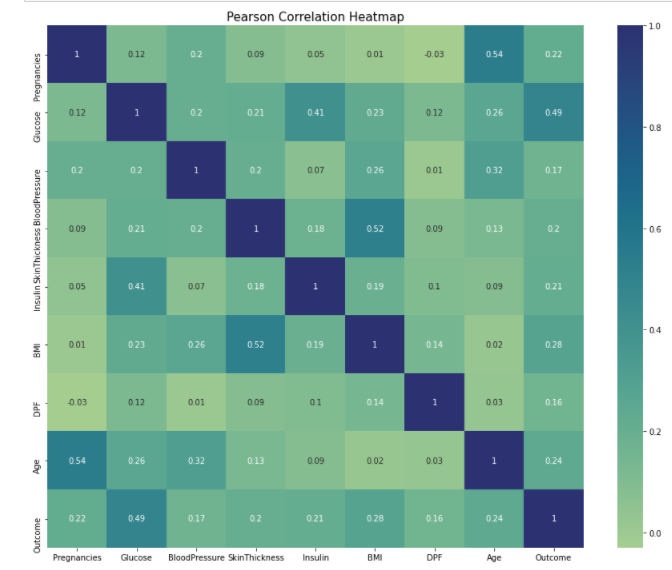 Pearson Correlation Heatmap
Pregnancies 1 0.12 0.2 0.09 0.05 0.01 -0.03 0.54 0.22
Glucose 0.12 1 0.2 0.21 0.41 0.23 0.12 0.26 0.49
BloodPressure 0.2 0.2 1 0.2 0.07 0.26 0.01 0.32 0.17
SkinThickness 0.09 0.21 0.2 1 0.18 0.52 0.09 0.13 0.2
Insulin 0.05 0.41 0.07 0.18 1 0.19 0.1 0.09 0.21
BMI 0.01 0.23 0.26 0.52 0.19 1 0.14 0.02 0.28
DPF -0.03 0.12 0.01 0.09 0.1 0.14 1 0.03 0.16
Age 0.54 0.26 0.32 0.13 0.09 0.02 0.03 1 0.24
Outcome 0.22 0.49 0.17 0.2 0.21 0.28 0.16 0.24 1
Pregnancies Glucose BloodPressure SkinThickness Insulin BMI DPF Age Outcome
1.0
0.8
0.6
0.4
0.2
0.0